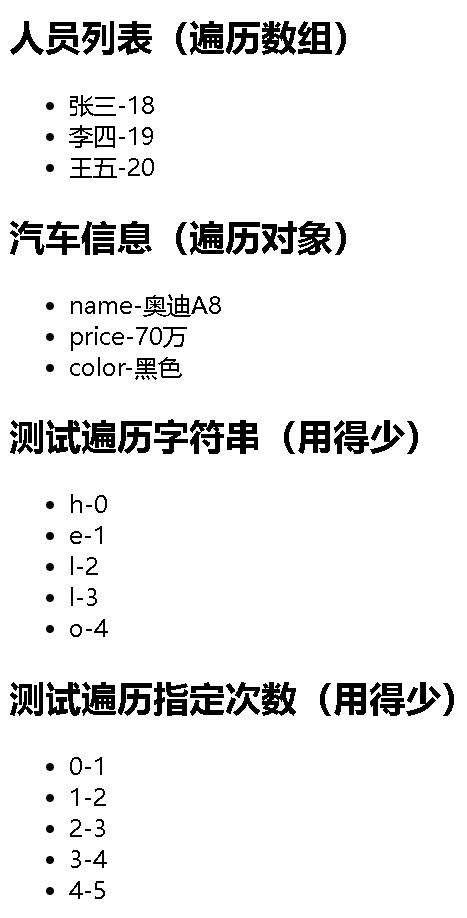 人员列表（遍历数组）
张三-18
李四-19
王五-20
汽车信息（遍历对象）
name-奥迪A8
price-70万
color-黑色
测试遍历字符串（用得少）
h-0
e-1
l-2
l-3
o-4
测试遍历指定次数（用得少）
0-1
1-2
2-3
3-4
4-5